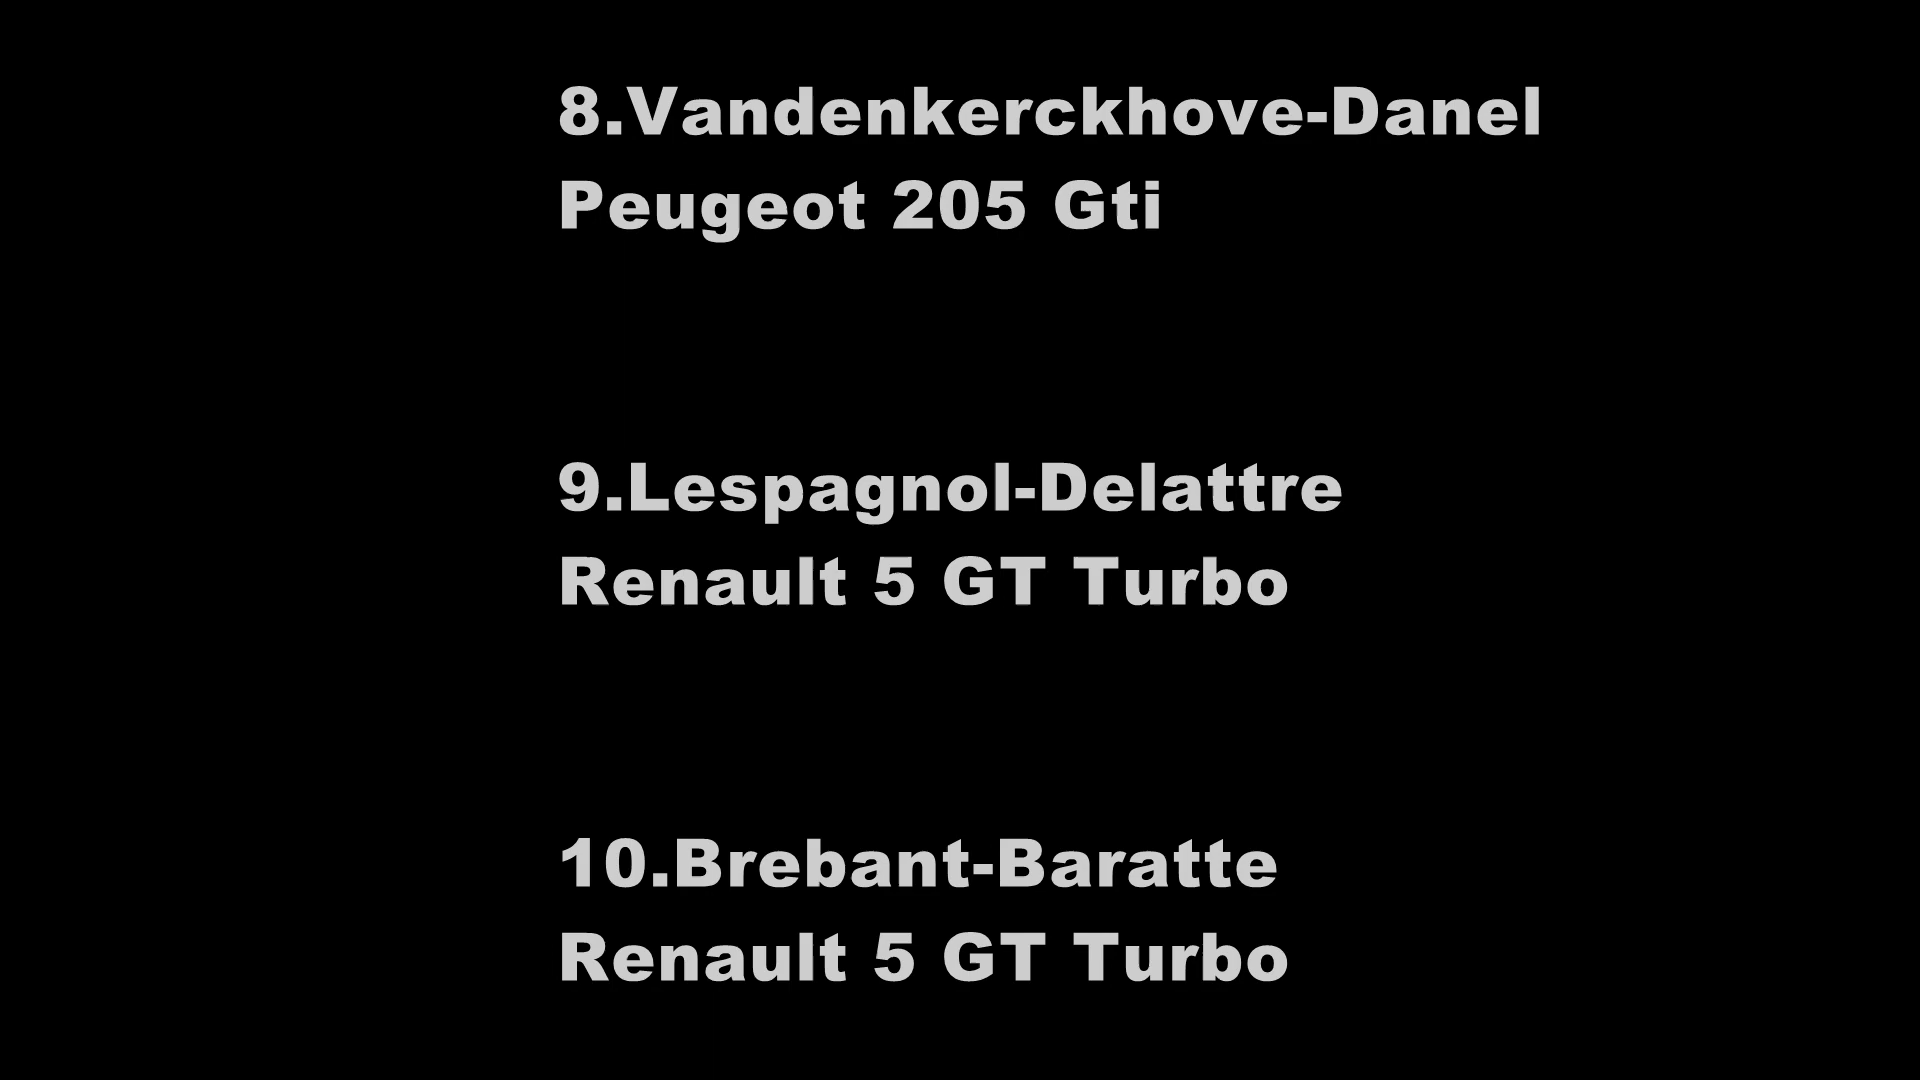 8.Vandenkerckhove-Danel
Peugeot 205 Gti
9.Lespagnol-Delattre
Renault 5 GT Turbo
10.Brebant-Baratte
Renault 5 GT Turbo